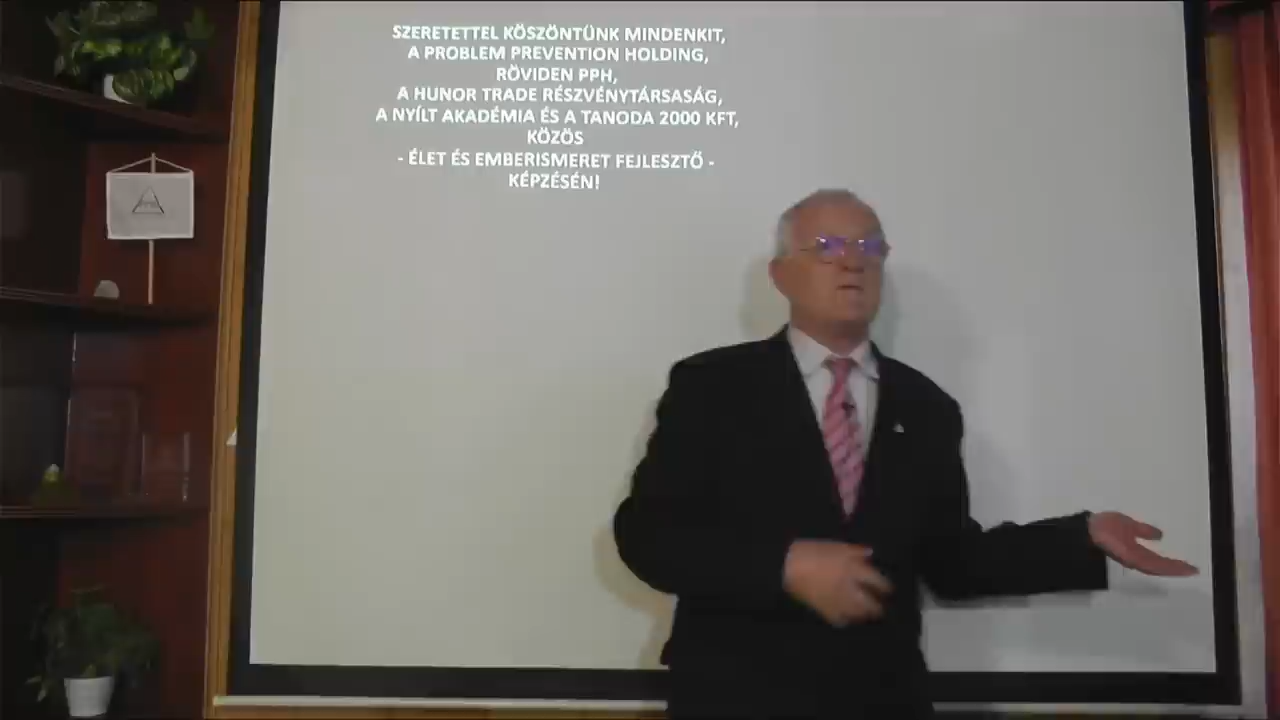 SZERETETTEL KÖSZÖNTÜNK MINDENKIT,
A PROBLEM PREVENTION HOLDING,
RÖVIDEN PPH,
A HUNOR TRADE RÉSZVÉNYTÁRSASÁG,
A NYÍLT AKADÉMIA ÉS A TANODA 2000 KFT,
KÖZÖS
- ÉLET ÉS EMBERISMERET FEJLESZTŐ -
KÉPZÉSÉN!